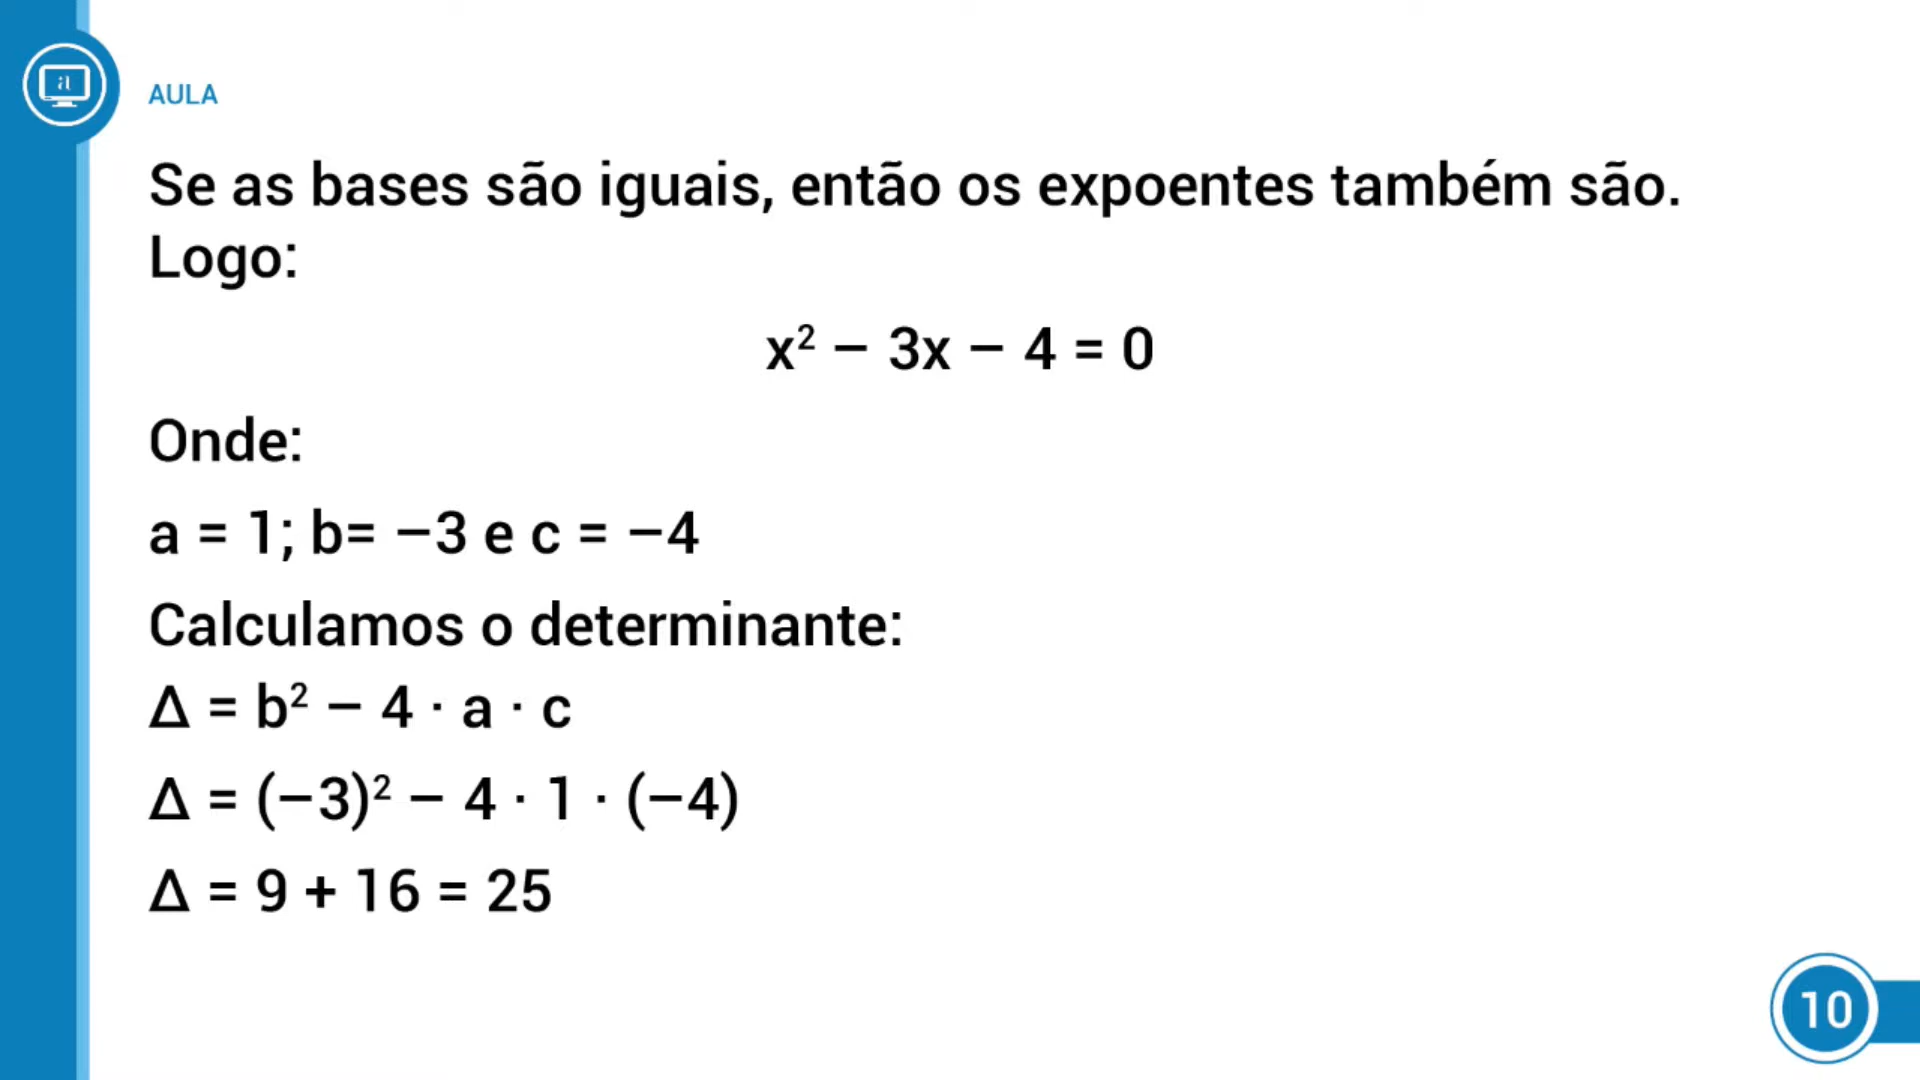 a
AULA
Se as bases são iguais, então os expoentes também são.
Logo:
x² – 3x – 4 = 0
Onde:
a = 1; b= –3 e c = –4
Calculamos o determinante:
Δ = b² – 4 · a · c
Δ = (–3)² – 4 · 1 · (–4)
Δ = 9 + 16 = 25
10